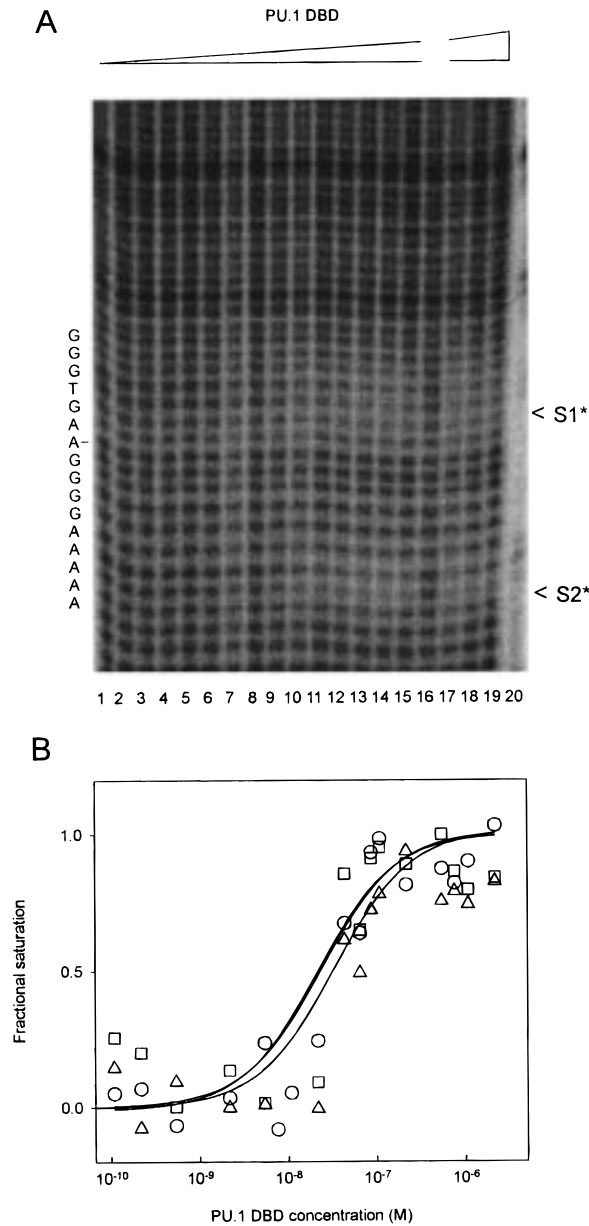 A
PU.1 DBD
G
G
G
T
G
A
A–
G
G
G
G
A
A
A
A
A
< S1*
< S2*
1 2 3 4 5 6 7 8 9 10 11 12 13 14 15 16 17 18 19 20
B
Fractional saturation
1.0
0.5
0.0
10-10 10-9 10-8 10-7 10-6
PU.1 DBD concentration (M)